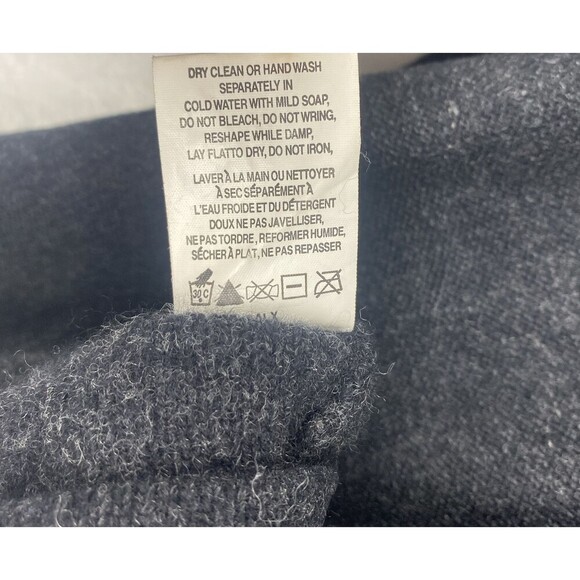 DRY CLEAN OR HAND WASH
SEPARATELY IN
COLD WATER WITH MILD SOAP,
DO NOT BLEACH, DO NOT WRING,
RESHAPE WHILE DAMP,
LAY FLATTO DRY, DO NOT IRON,
LAVER À LA MAIN OU NETTOYER
À SEC SÉPARÉMENT À
L'EAU FROIDE ET DU DÉTERGENT
DOUX NE PAS JAVELLISER,
NE PAS TORDRE, REFORMER HUMIDE,
SÉCHER À PLAT, NE PAS REPASSER
30 C